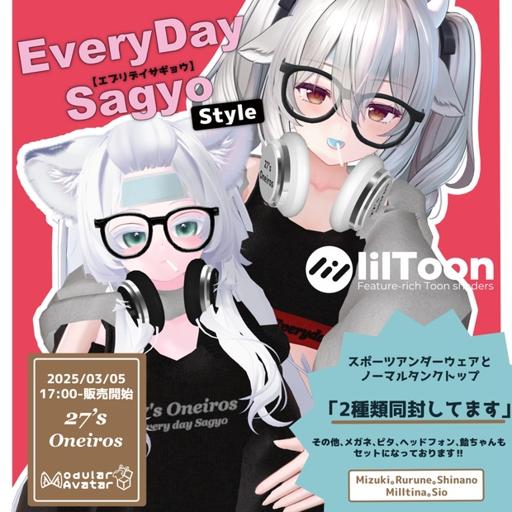 EveryDay
【エブリデイサギョウ】
Sagyo
Style
27's
Oneiros
lilToon
Feature-rich Toon shaders
Everyday
's Oneiros
every day Sagyo
2025/03/05
17:00-販売開始
27's
Oneiros
Modular
Avatar
スポーツアンダーウェアと
ノーマルタンクトップ
「2種類同封してます」
その他、メガネ、ピタ、ヘッドフォン、飴ちゃんも
セットになっております!!
Mizuki。Rurune。Shinano
Milltina。Sio